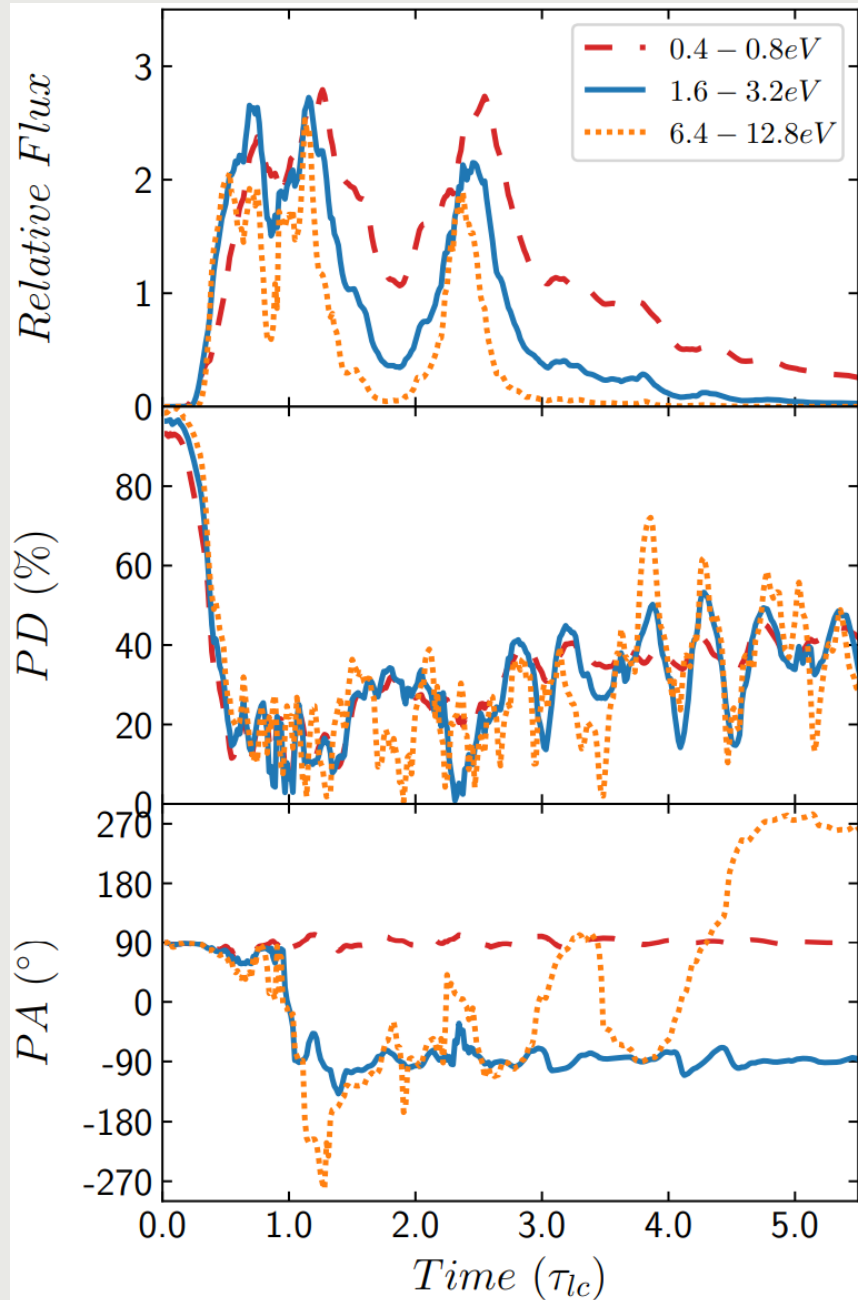 Relative Flux
3
2
1
0
0.4 − 0.8eV
1.6 − 3.2eV
6.4 − 12.8eV
PD (%)
80
60
40
20
0
PA (°)
270
180
90
0
-90
-180
-270
0.0 1.0 2.0 3.0 4.0 5.0
Time (τlc)